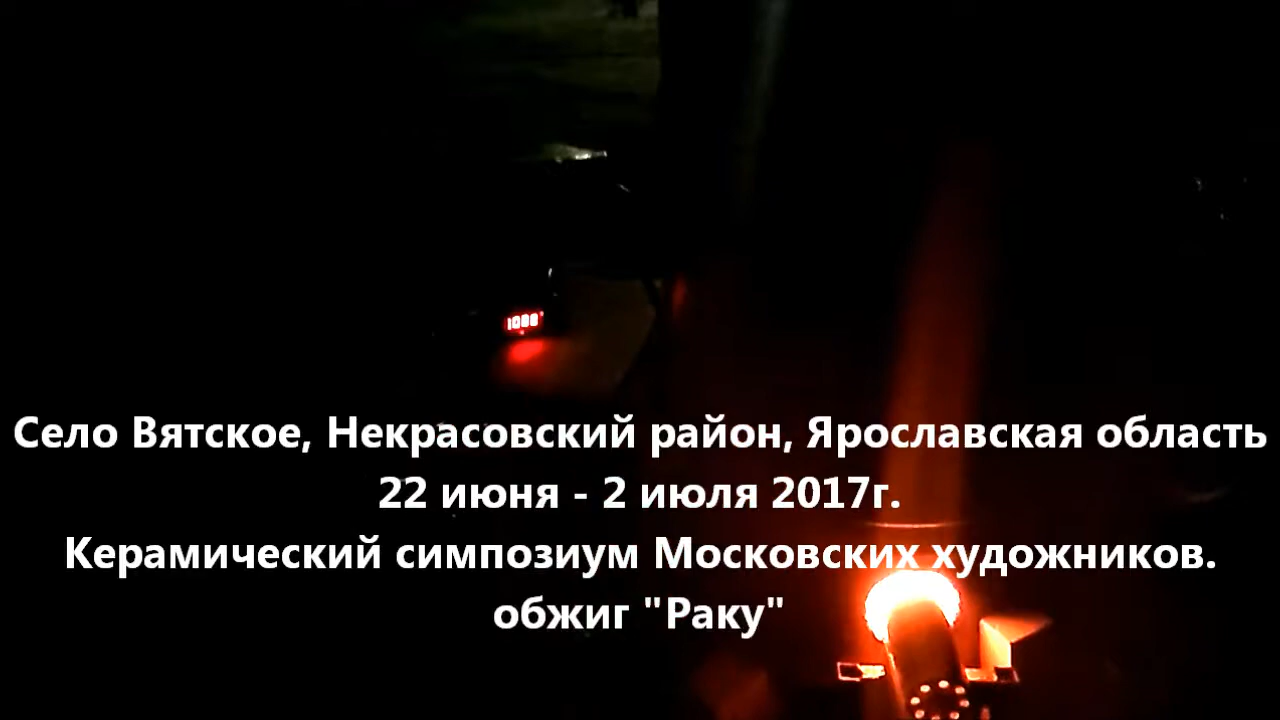 Село Вятское, Некрасовский район, Ярославская область
22 июня - 2 июля 2017г.
Керамический симпозиум Московских художников.
обжиг "Раку"